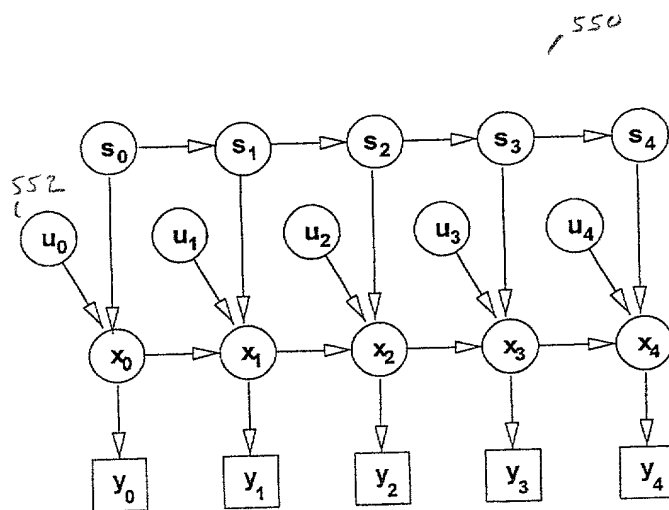 550
s₀ s₁ s₂ s₃ s₄
552
u₀ u₁ u₂ u₃ u₄
x₀ x₁ x₂ x₃ x₄
y₀ y₁ y₂ y₃ y₄